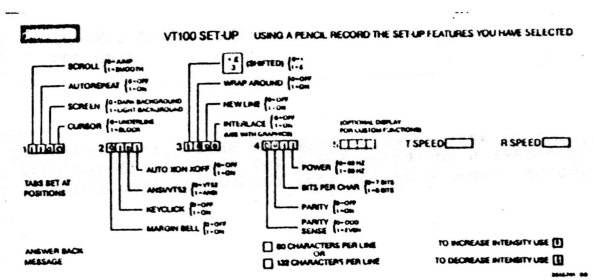 VT100 SET-UP USING A PENCIL RECORD THE SET-UP FEATURES YOU HAVE SELECTED
SCROLL 0-JUMP 1-SMOOTH
AUTOREPEAT 0-OFF 1-ON
SCREEN 0-DARK BACKGROUND 1-LIGHT BACKGROUND
CURSOR 0-UNDERLINE 1-BLOCK
1
# £ 3 (SHIFTED) 0-# 1-£
WRAP AROUND 0-OFF 1-ON
NEW LINE 0-OFF 1-ON
INTERLACE 0-OFF 1-ON
(USE WITH GRAPHICS)
(OPTIONAL DISPLAY
FOR CUSTOM FUNCTIONS)
2
3
4
5
T SPEED
R SPEED
TABS SET AT
POSITIONS
AUTO XON XOFF 0-OFF 1-ON
ANSI/VT52 0-VT52 1-ANSI
KEYCLICK 0-OFF 1-ON
MARGIN BELL 0-OFF 1-ON
POWER 0-60 HZ 1-50 HZ
BITS PER CHAR 0-7 BITS 1-8 BITS
PARITY 0-OFF 1-ON
PARITY SENSE 0-ODD 1-EVEN
ANSWER BACK
MESSAGE
80 CHARACTERS PER LINE
OR
132 CHARACTERS PER LINE
TO INCREASE INTENSITY USE
TO DECREASE INTENSITY USE